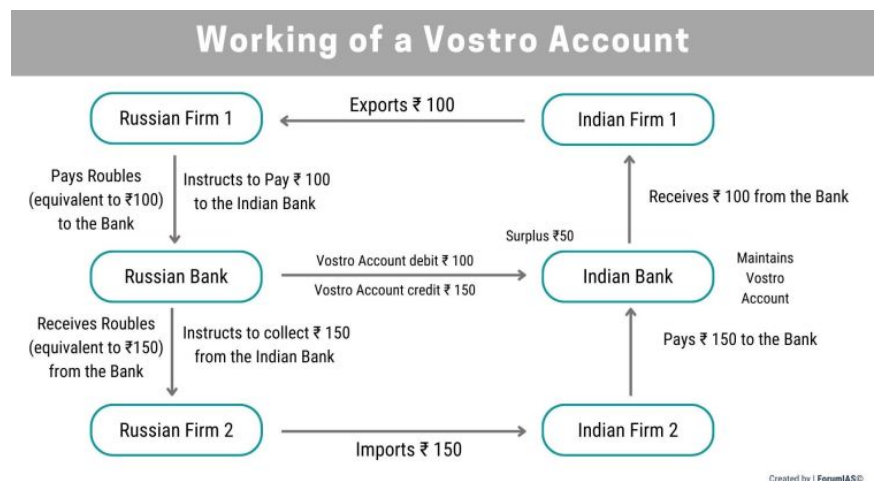 Working of a Vostro Account
Exports ₹ 100
Russian Firm 1
Indian Firm 1
Pays Roubles
(equivalent to ₹100)
to the Bank
Instructs to Pay ₹ 100
to the Indian Bank
Receives ₹ 100 from the Bank
Surplus ₹50
Russian Bank
Vostro Account debit ₹ 100
Vostro Account credit ₹ 150
Indian Bank
Maintains
Vostro
Account
Receives Roubles
(equivalent to ₹150)
from the Bank
Instructs to collect ₹ 150
from the Indian Bank
Pays ₹ 150 to the Bank
Russian Firm 2
Imports ₹ 150
Indian Firm 2
Created by | ForumIAS©